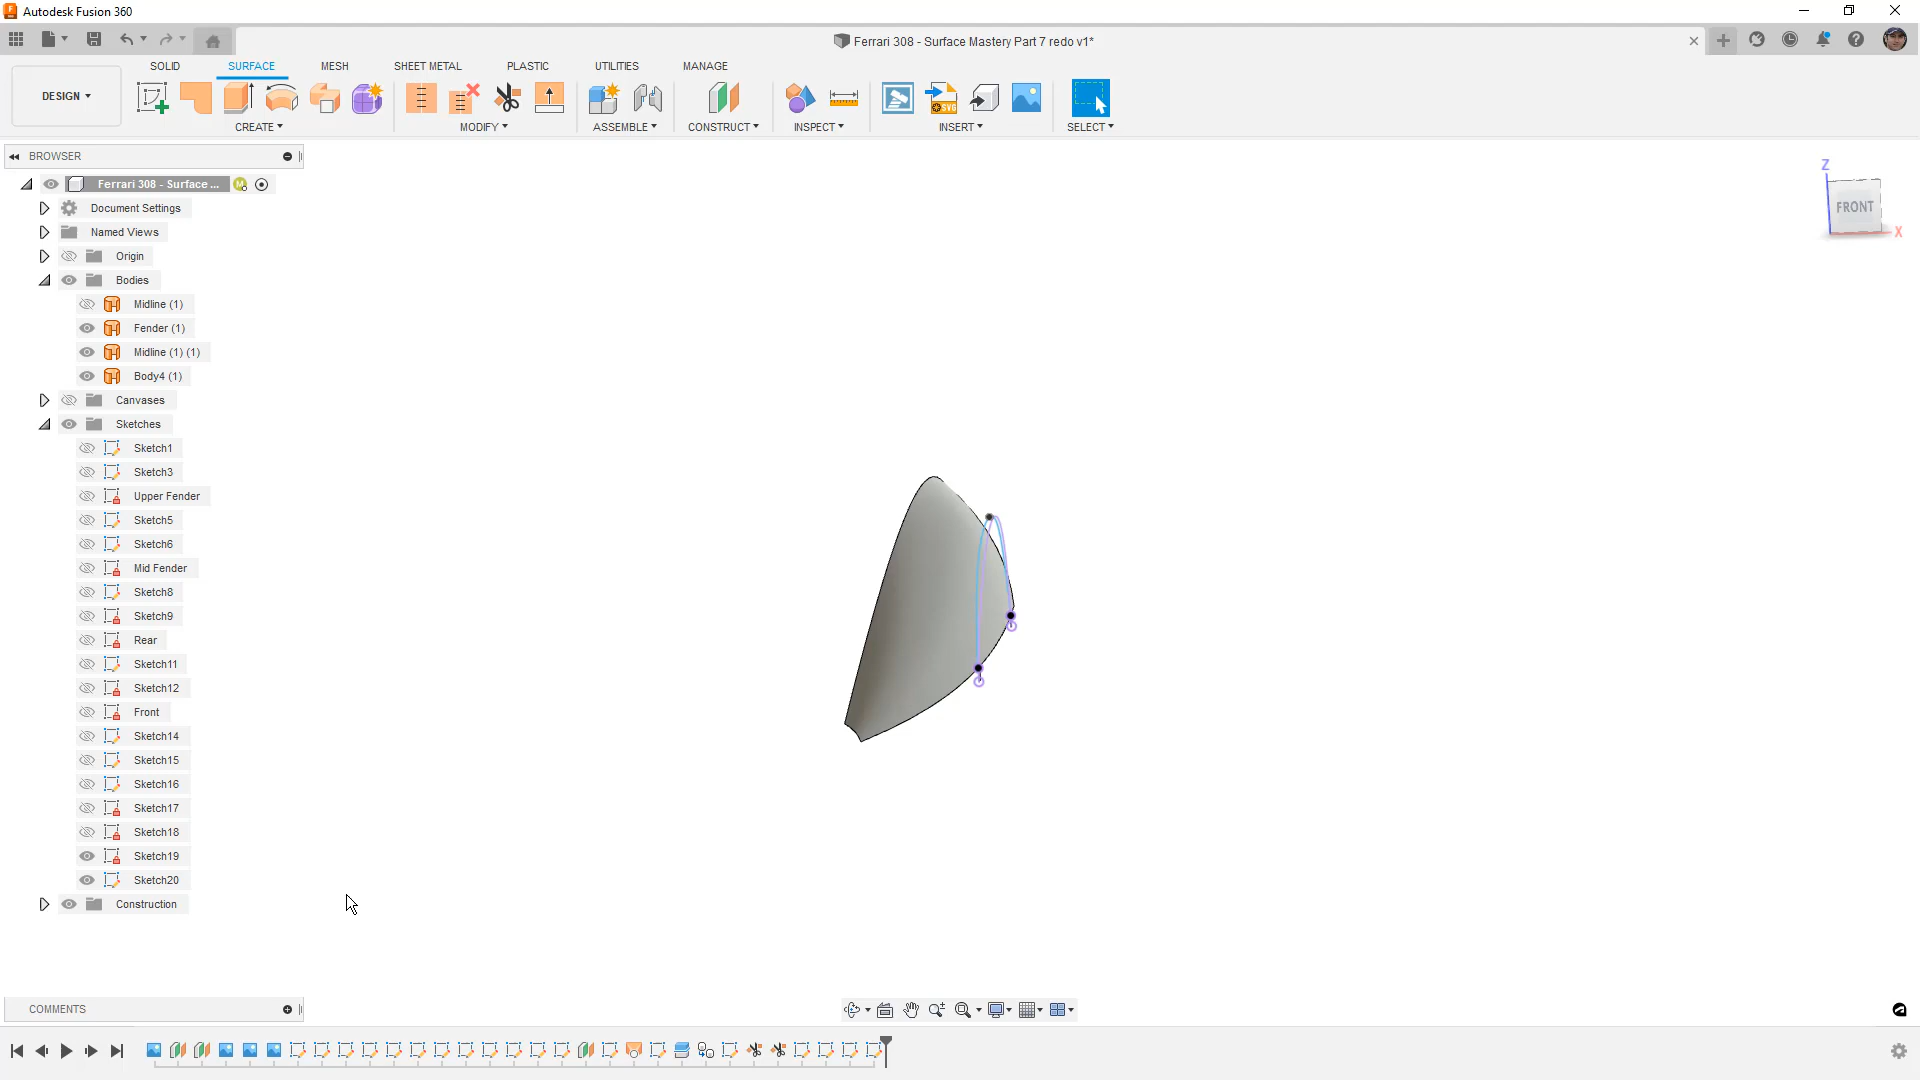 Autodesk Fusion 360
Ferrari 308 - Surface Mastery Part 7 redo v1*
SOLID
SURFACE
MESH
SHEET METAL
PLASTIC
UTILITIES
MANAGE
DESIGN
SVG
CREATE
MODIFY
ASSEMBLE
CONSTRUCT
INSPECT
INSERT
SELECT
BROWSER
Ferrari 308 - Surface ...
Document Settings
Named Views
Origin
Bodies
Midline (1)
Fender (1)
Midline (1) (1)
Body4 (1)
Canvases
Sketches
Sketch1
Sketch3
Upper Fender
Sketch5
Sketch6
Mid Fender
Sketch8
Sketch9
Rear
Sketch11
Sketch12
Front
Sketch14
Sketch15
Sketch16
Sketch17
Sketch18
Sketch19
Sketch20
Construction
Z
FRONT
X
COMMENTS